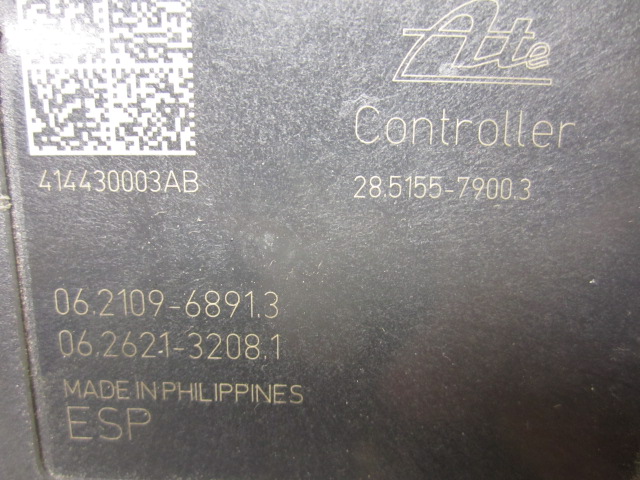 Ate
Controller
414430003AB
28.5155-7900.3
06.2109-6891.3
06.2621-3208.1
MADE IN PHILIPPINES
ESP